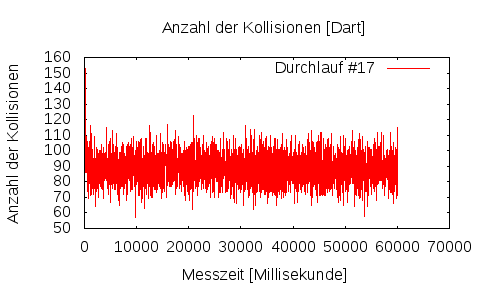 Anzahl der Kollisionen [Dart]
Durchlauf #17
Anzahl der Kollisionen
160
150
140
130
120
110
100
90
80
70
60
50
0 10000 20000 30000 40000 50000 60000 70000
Messzeit [Millisekunde]